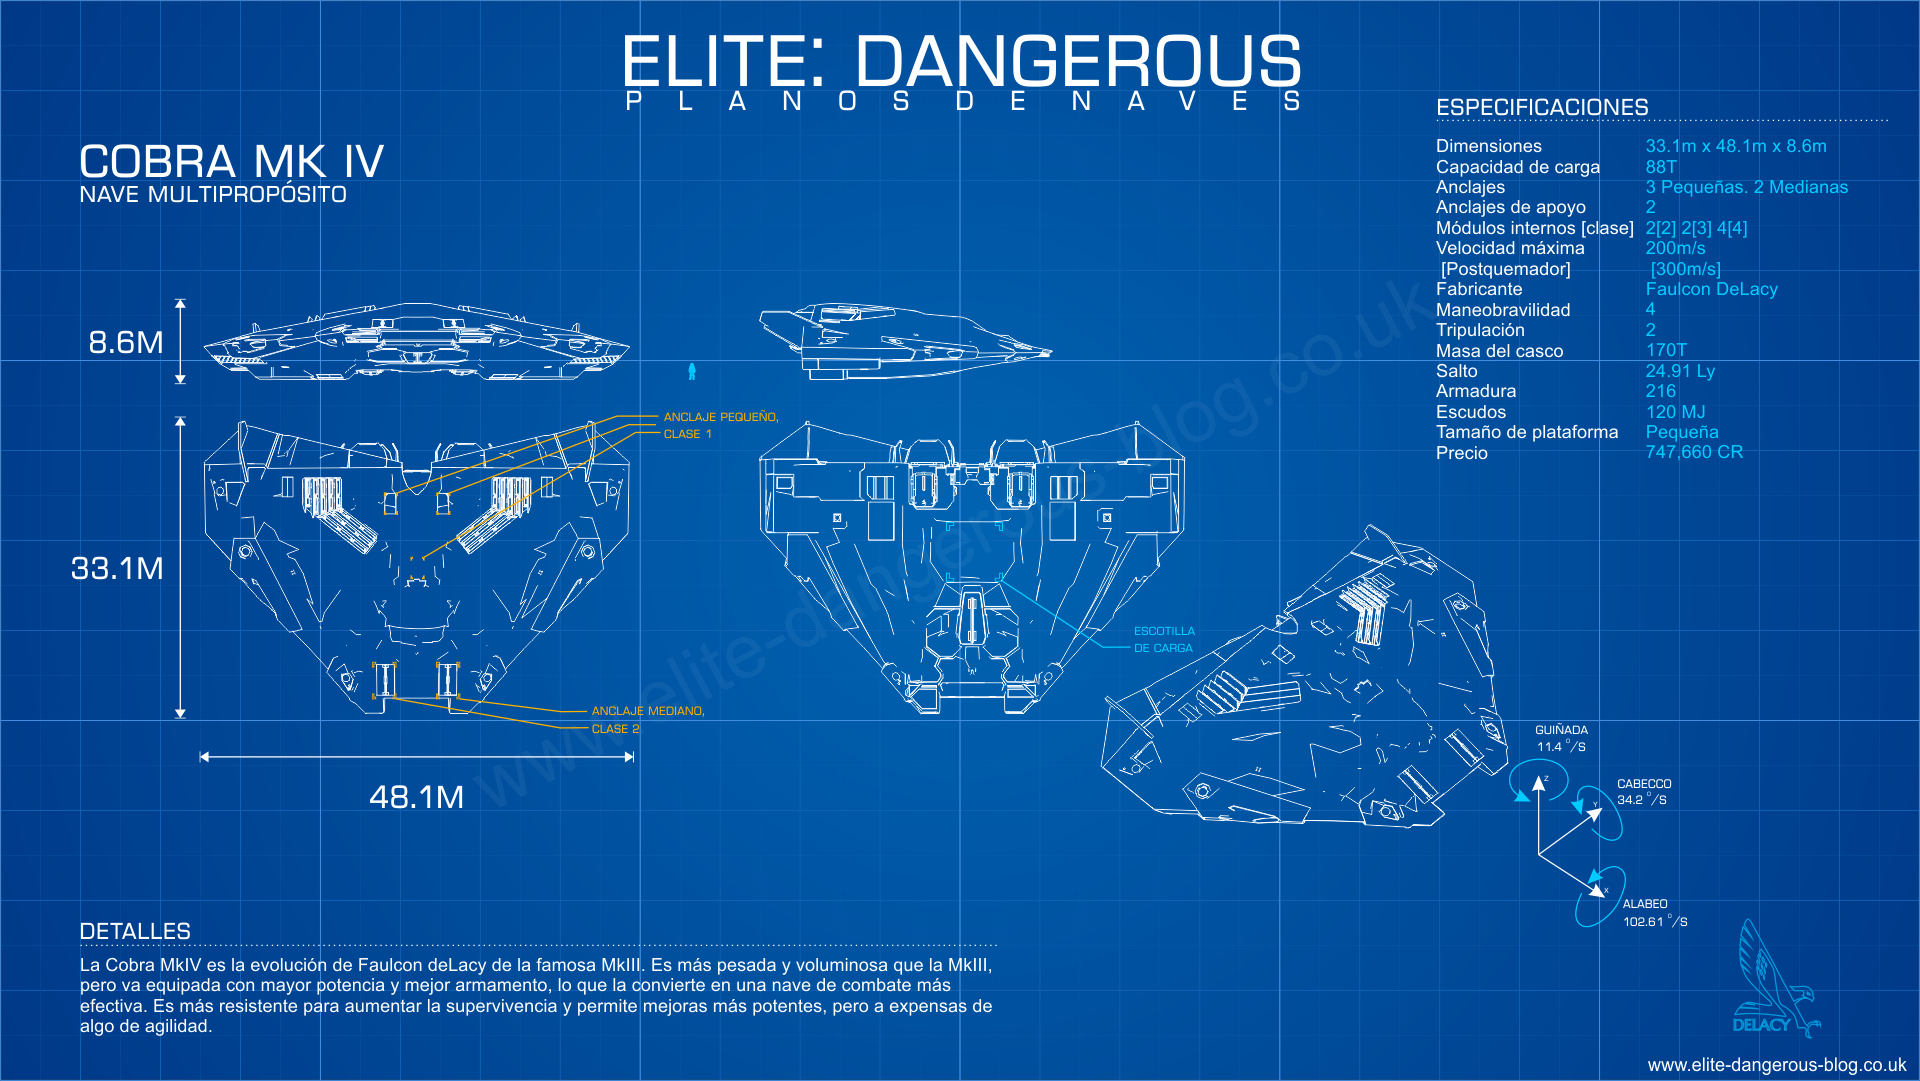 ELITE: DANGEROUS
PLANOS DE NAVES
COBRA MK IV
NAVE MULTIPROPÓSITO
ESPECIFICACIONES
Dimensiones 33.1m x 48.1m x 8.6m
Capacidad de carga 88T
Anclajes 3 Pequeñas. 2 Medianas
Anclajes de apoyo 2
Módulos internos [clase] 2[2] 2[3] 4[4]
Velocidad máxima 200m/s
[Postquemador] [300m/s]
Fabricante Faulcon DeLacy
Maneobravilidad 4
Tripulación 2
Masa del casco 170T
Salto 24.91 Ly
Armadura 216
Escudos 120 MJ
Tamaño de plataforma Pequeña
Precio 747,660 CR
8.6M
33.1M
48.1M
ANCLAJE PEQUEÑO,
CLASE 1
ANCLAJE MEDIANO,
CLASE 2
ESCOTILLA
DE CARGA
GUIÑADA
11.4 °/S
Z
CABECCO
34.2 °/S
Y
X
ALABEO
102.61 °/S
www.elite-dangerous-blog.co.uk
DETALLES
La Cobra MkIV es la evolución de Faulcon deLacy de la famosa MkIII. Es más pesada y voluminosa que la MkIII,
pero va equipada con mayor potencia y mejor armamento, lo que la convierte en una nave de combate más
efectiva. Es más resistente para aumentar la supervivencia y permite mejoras más potentes, pero a expensas de
algo de agilidad.
DELACY
www.elite-dangerous-blog.co.uk